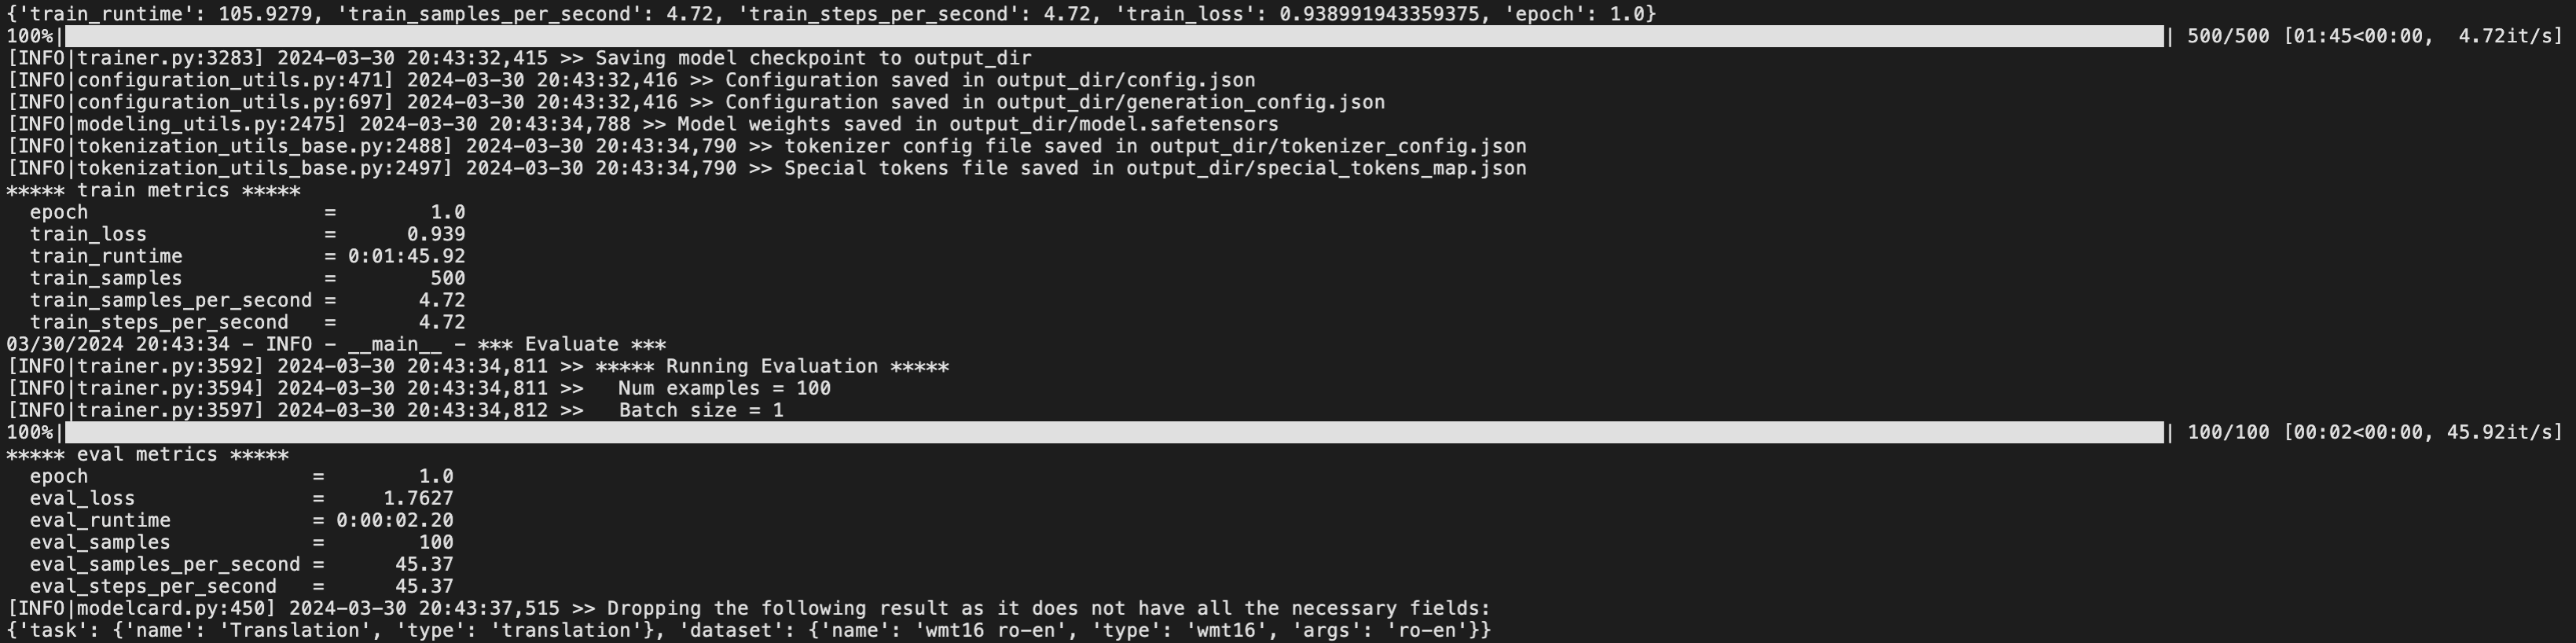 {'train_runtime': 105.9279, 'train_samples_per_second': 4.72, 'train_steps_per_second': 4.72, 'train_loss': 0.938991943359375, 'epoch': 1.0}
100%| | 500/500 [01:45<00:00,  4.72it/s]
[INFO|trainer.py:3283] 2024-03-30 20:43:32,415 >> Saving model checkpoint to output_dir
[INFO|configuration_utils.py:471] 2024-03-30 20:43:32,416 >> Configuration saved in output_dir/config.json
[INFO|configuration_utils.py:697] 2024-03-30 20:43:32,416 >> Configuration saved in output_dir/generation_config.json
[INFO|modeling_utils.py:2475] 2024-03-30 20:43:34,788 >> Model weights saved in output_dir/model.safetensors
[INFO|tokenization_utils_base.py:2488] 2024-03-30 20:43:34,790 >> tokenizer config file saved in output_dir/tokenizer_config.json
[INFO|tokenization_utils_base.py:2497] 2024-03-30 20:43:34,790 >> Special tokens file saved in output_dir/special_tokens_map.json
***** train metrics *****
  epoch                    =        1.0
  train_loss               =      0.939
  train_runtime            = 0:01:45.92
  train_samples            =        500
  train_samples_per_second =       4.72
  train_steps_per_second   =       4.72
03/30/2024 20:43:34 - INFO - __main__ - *** Evaluate ***
[INFO|trainer.py:3592] 2024-03-30 20:43:34,811 >> ***** Running Evaluation *****
[INFO|trainer.py:3594] 2024-03-30 20:43:34,811 >>   Num examples = 100
[INFO|trainer.py:3597] 2024-03-30 20:43:34,812 >>   Batch size = 1
100%| | 100/100 [00:02<00:00, 45.92it/s]
***** eval metrics *****
  epoch                   =        1.0
  eval_loss               =     1.7627
  eval_runtime            = 0:00:02.20
  eval_samples            =        100
  eval_samples_per_second =      45.37
  eval_steps_per_second   =      45.37
[INFO|modelcard.py:450] 2024-03-30 20:43:37,515 >> Dropping the following result as it does not have all the necessary fields:
{'task': {'name': 'Translation', 'type': 'translation'}, 'dataset': {'name': 'wmt16 ro-en', 'type': 'wmt16', 'args': 'ro-en'}}